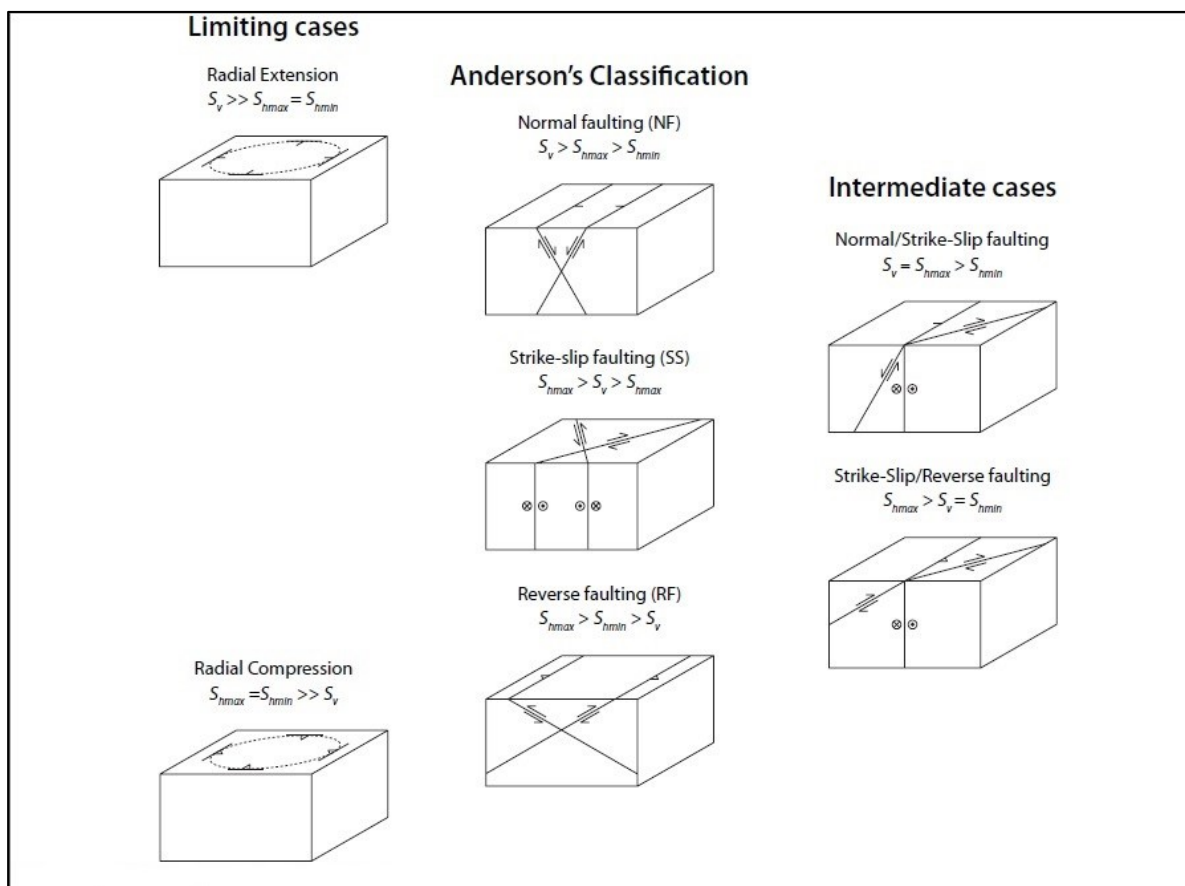 Limiting cases
Radial Extension
Sv >> Shmax = Shmin
Anderson's Classification
Normal faulting (NF)
Sv > Shmax > Shmin
Intermediate cases
Normal/Strike-Slip faulting
Sv = Shmax > Shmin
Strike-slip faulting (SS)
Shmax > Sv > Shmax
Strike-Slip/Reverse faulting
Shmax > Sv = Shmin
Reverse faulting (RF)
Shmax > Shmin > Sv
Radial Compression
Shmax =Shmin >> Sv